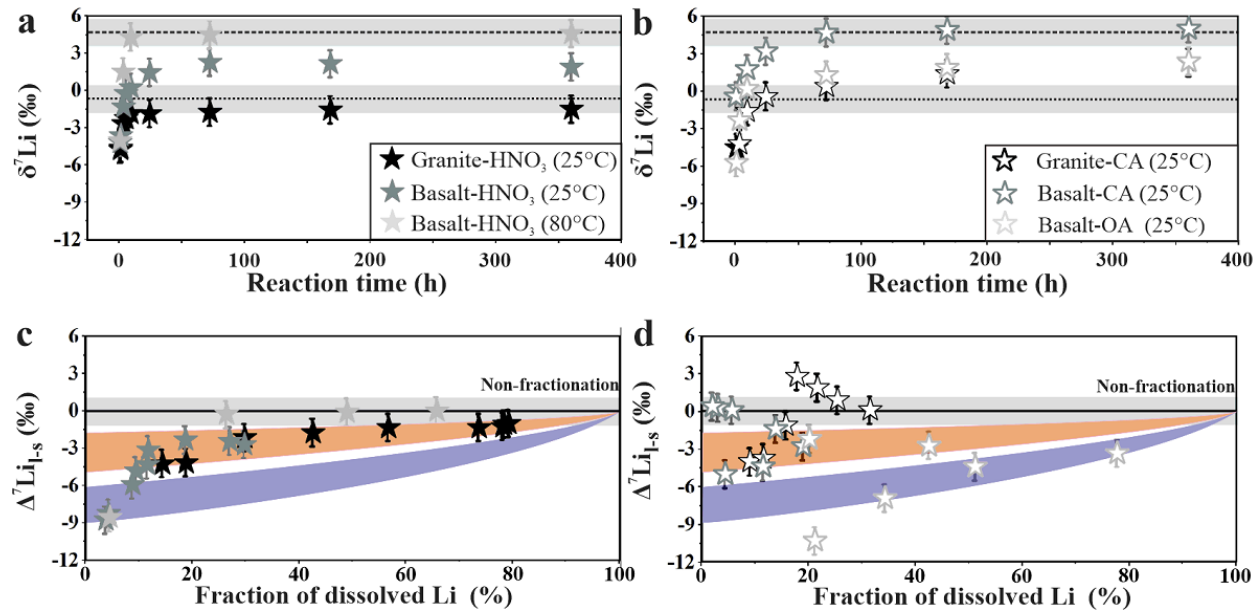 a
6
3
0
-3
-6
-9
-12
δ⁷Li (‰)
Granite-HNO₃ (25°C)
Basalt-HNO₃ (25°C)
Basalt-HNO₃ (80°C)
0 100 200 300 400
Reaction time (h)
b
6
3
0
-3
-6
-9
-12
δ⁷Li (‰)
Granite-CA (25°C)
Basalt-CA (25°C)
Basalt-OA (25°C)
0 100 200 300 400
Reaction time (h)
c
6
3
0
-3
-6
-9
-12
Δ⁷Liₗ₋ₛ (‰)
Non-fractionation
0 20 40 60 80 100
Fraction of dissolved Li (%)
d
6
3
0
-3
-6
-9
-12
Δ⁷Liₗ₋ₛ (‰)
Non-fractionation
0 20 40 60 80 100
Fraction of dissolved Li (%)